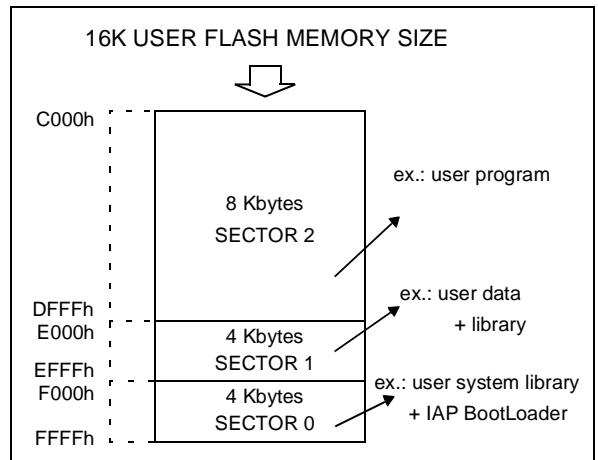 16K USER FLASH MEMORY SIZE
C000h
8 Kbytes
SECTOR 2
ex.: user program
DFFFh
E000h
4 Kbytes
SECTOR 1
ex.: user data
+ library
EFFFh
F000h
4 Kbytes
SECTOR 0
ex.: user system library
+ IAP BootLoader
FFFFh